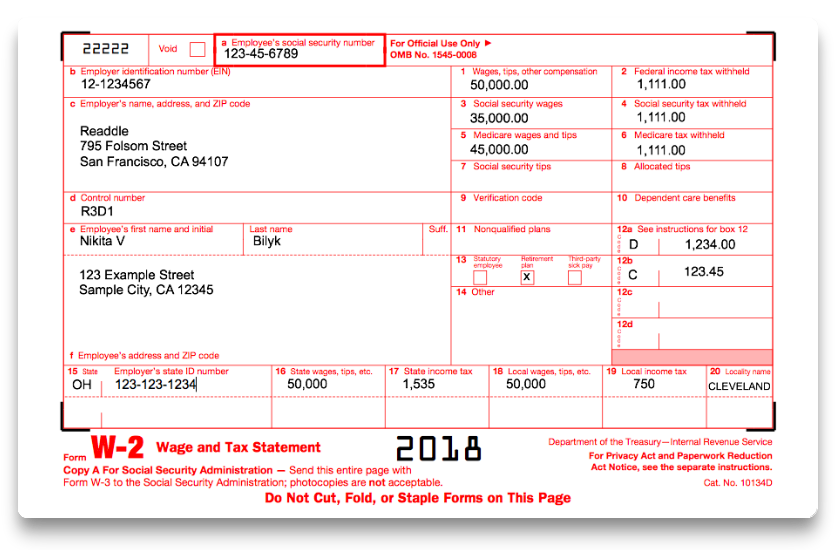 22222
Void
a Employee's social security number
123-45-6789
For Official Use Only ►
OMB No. 1545-0008
b Employer identification number (EIN)
12-1234567
1 Wages, tips, other compensation
50,000.00
2 Federal income tax withheld
1,111.00
c Employer's name, address, and ZIP code
Readdle
795 Folsom Street
San Francisco, CA 94107
3 Social security wages
35,000.00
4 Social security tax withheld
1,111.00
5 Medicare wages and tips
45,000.00
6 Medicare tax withheld
1,111.00
7 Social security tips
8 Allocated tips
d Control number
R3D1
9 Verification code
10 Dependent care benefits
e Employee's first name and initial
Nikita V
Last name
Bilyk
Suff.
11 Nonqualified plans
12a See instructions for box 12
Code
D 1,234.00
123 Example Street
Sample City, CA 12345
13 Statutory employee
Retirement plan
X
Third-party sick pay
12b
Code
C 123.45
14 Other
12c
Code
12d
Code
f Employee's address and ZIP code
15 State
OH
Employer's state ID number
123-123-1234
16 State wages, tips, etc.
50,000
17 State income tax
1,535
18 Local wages, tips, etc.
50,000
19 Local income tax
750
20 Locality name
CLEVELAND
Form W-2 Wage and Tax Statement
2018
Department of the Treasury—Internal Revenue Service
For Privacy Act and Paperwork Reduction
Act Notice, see the separate instructions.
Copy A For Social Security Administration — Send this entire page with
Form W-3 to the Social Security Administration; photocopies are not acceptable.
Cat. No. 10134D
Do Not Cut, Fold, or Staple Forms on This Page